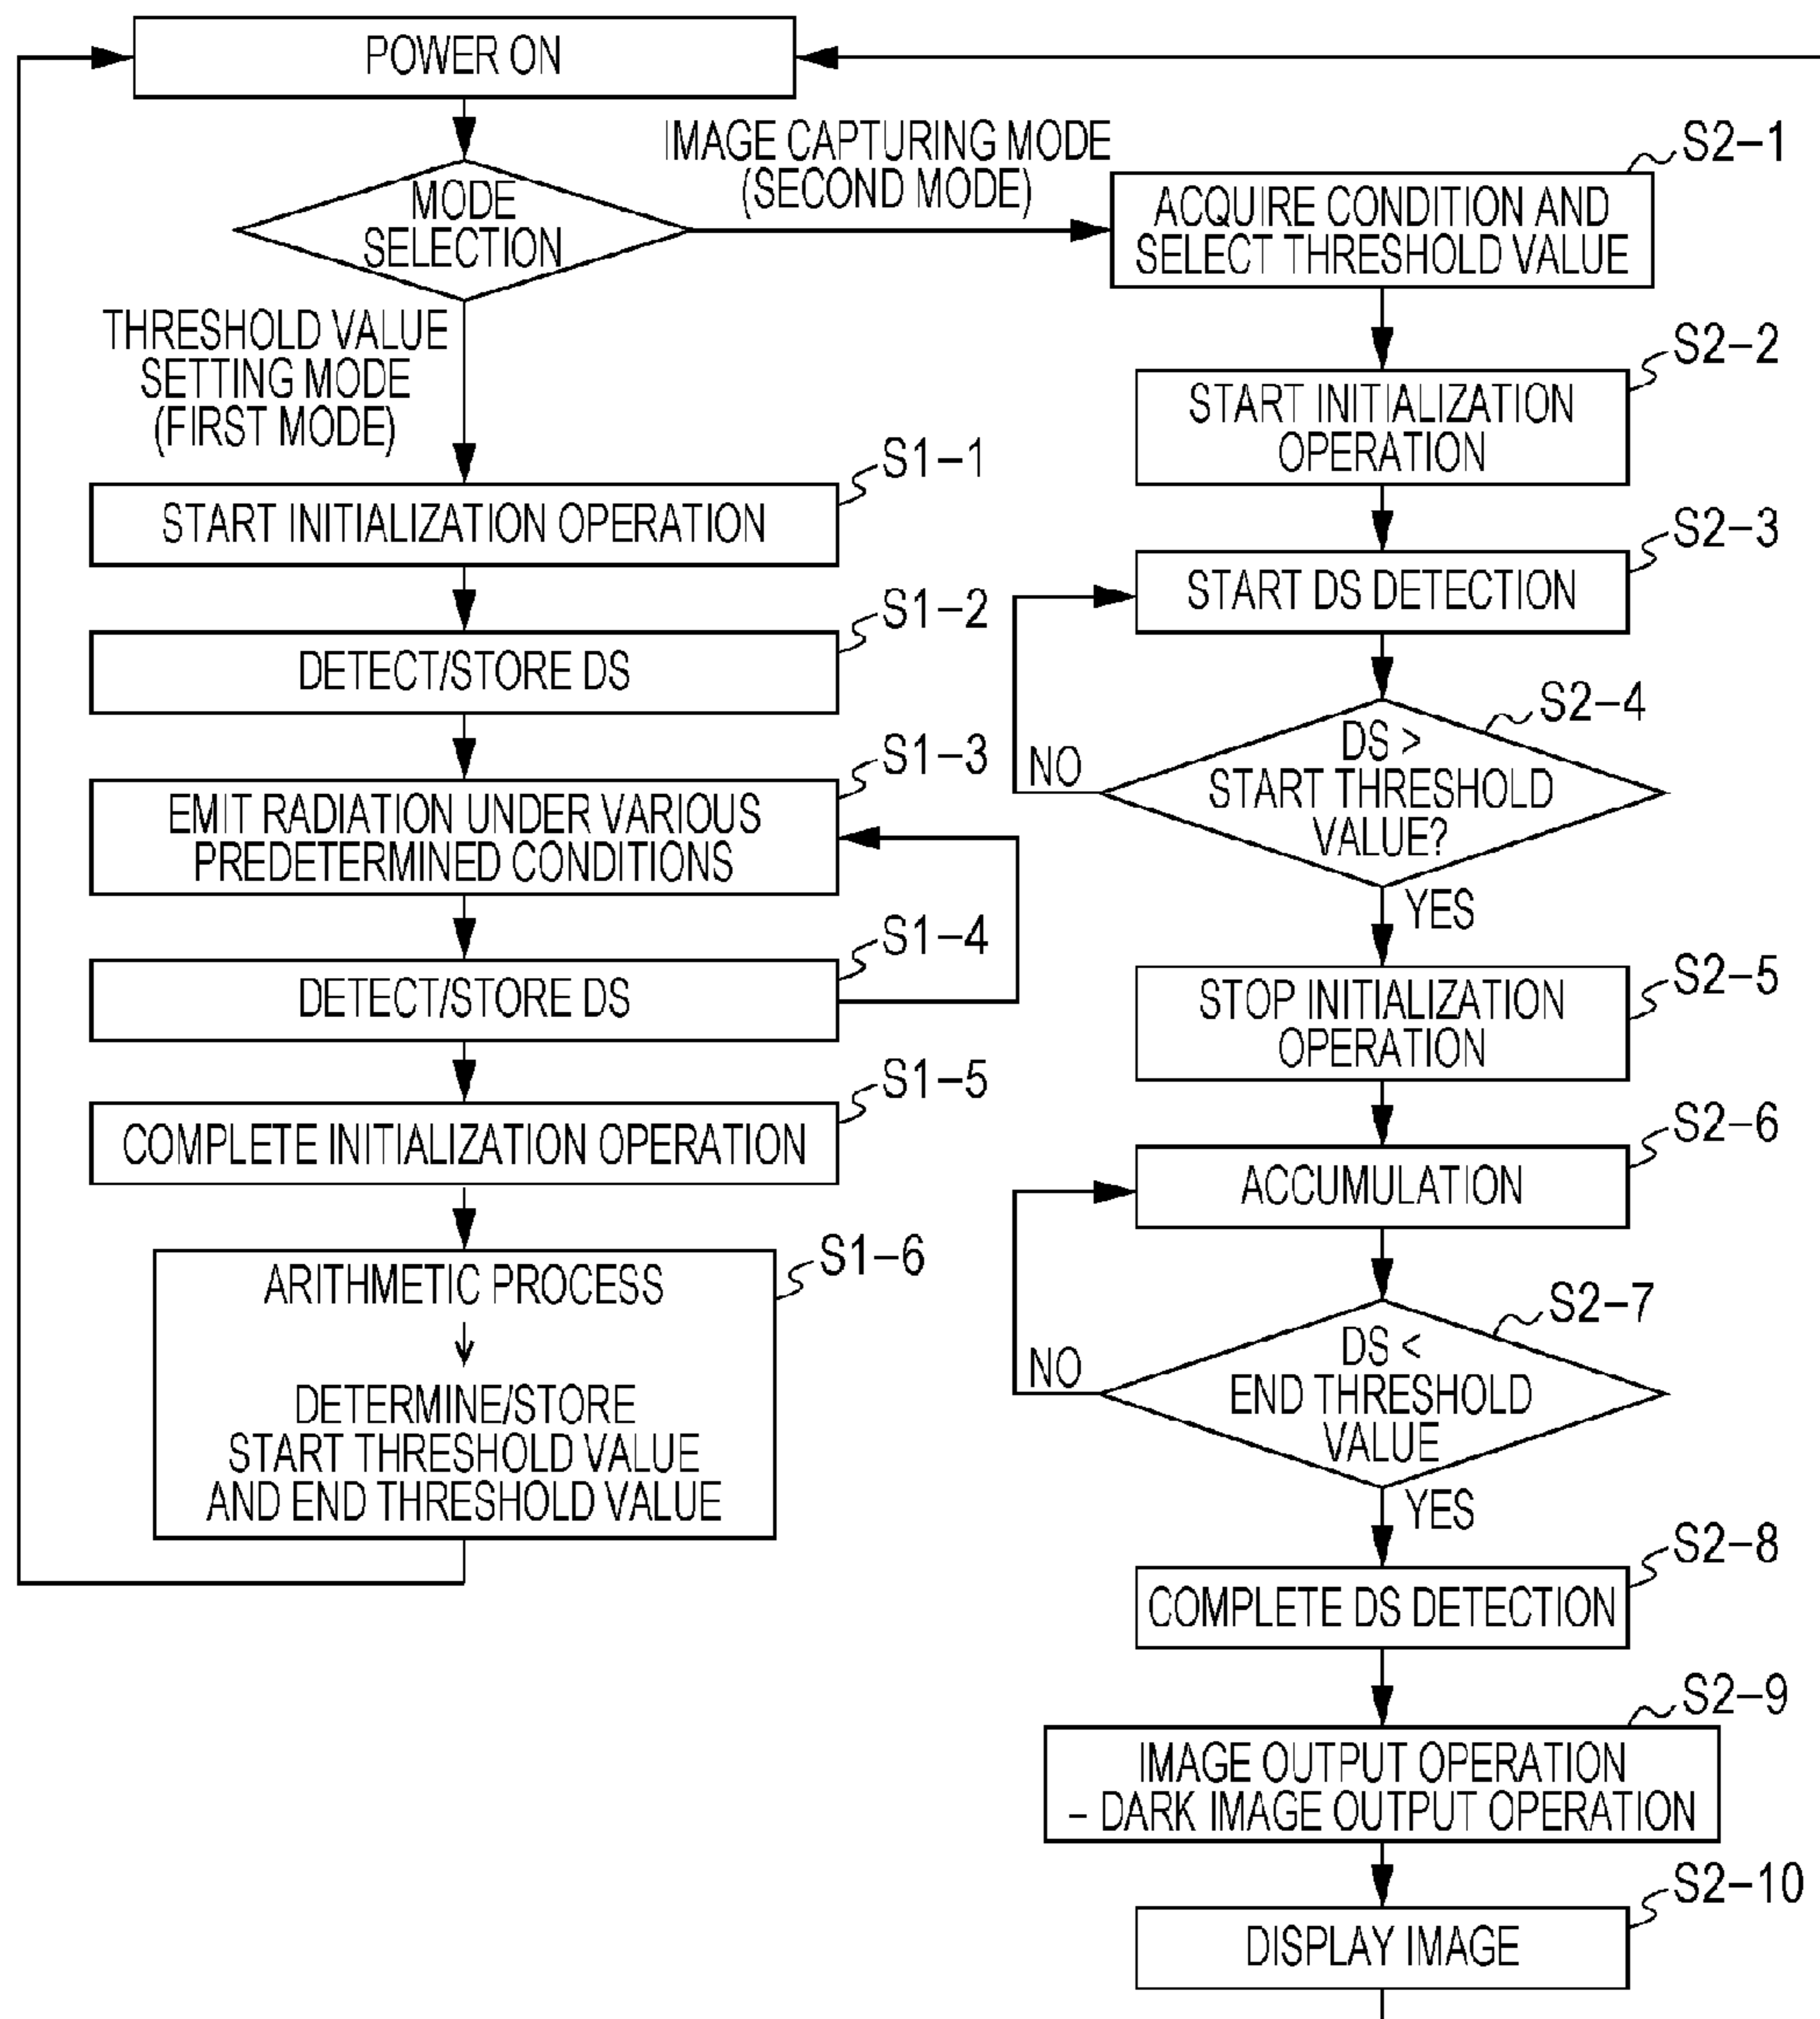 POWER ON
MODE
SELECTION
IMAGE CAPTURING MODE
(SECOND MODE)
THRESHOLD VALUE
SETTING MODE
(FIRST MODE)
S1-1
START INITIALIZATION OPERATION
S1-2
DETECT/STORE DS
S1-3
EMIT RADIATION UNDER VARIOUS
PREDETERMINED CONDITIONS
S1-4
DETECT/STORE DS
S1-5
COMPLETE INITIALIZATION OPERATION
S1-6
ARITHMETIC PROCESS
↓
DETERMINE/STORE
START THRESHOLD VALUE
AND END THRESHOLD VALUE
S2-1
ACQUIRE CONDITION AND
SELECT THRESHOLD VALUE
S2-2
START INITIALIZATION
OPERATION
S2-3
START DS DETECTION
S2-4
DS >
START THRESHOLD
VALUE?
NO
YES
S2-5
STOP INITIALIZATION
OPERATION
S2-6
ACCUMULATION
S2-7
DS <
END THRESHOLD
VALUE
NO
YES
S2-8
COMPLETE DS DETECTION
S2-9
IMAGE OUTPUT OPERATION
– DARK IMAGE OUTPUT OPERATION
S2-10
DISPLAY IMAGE